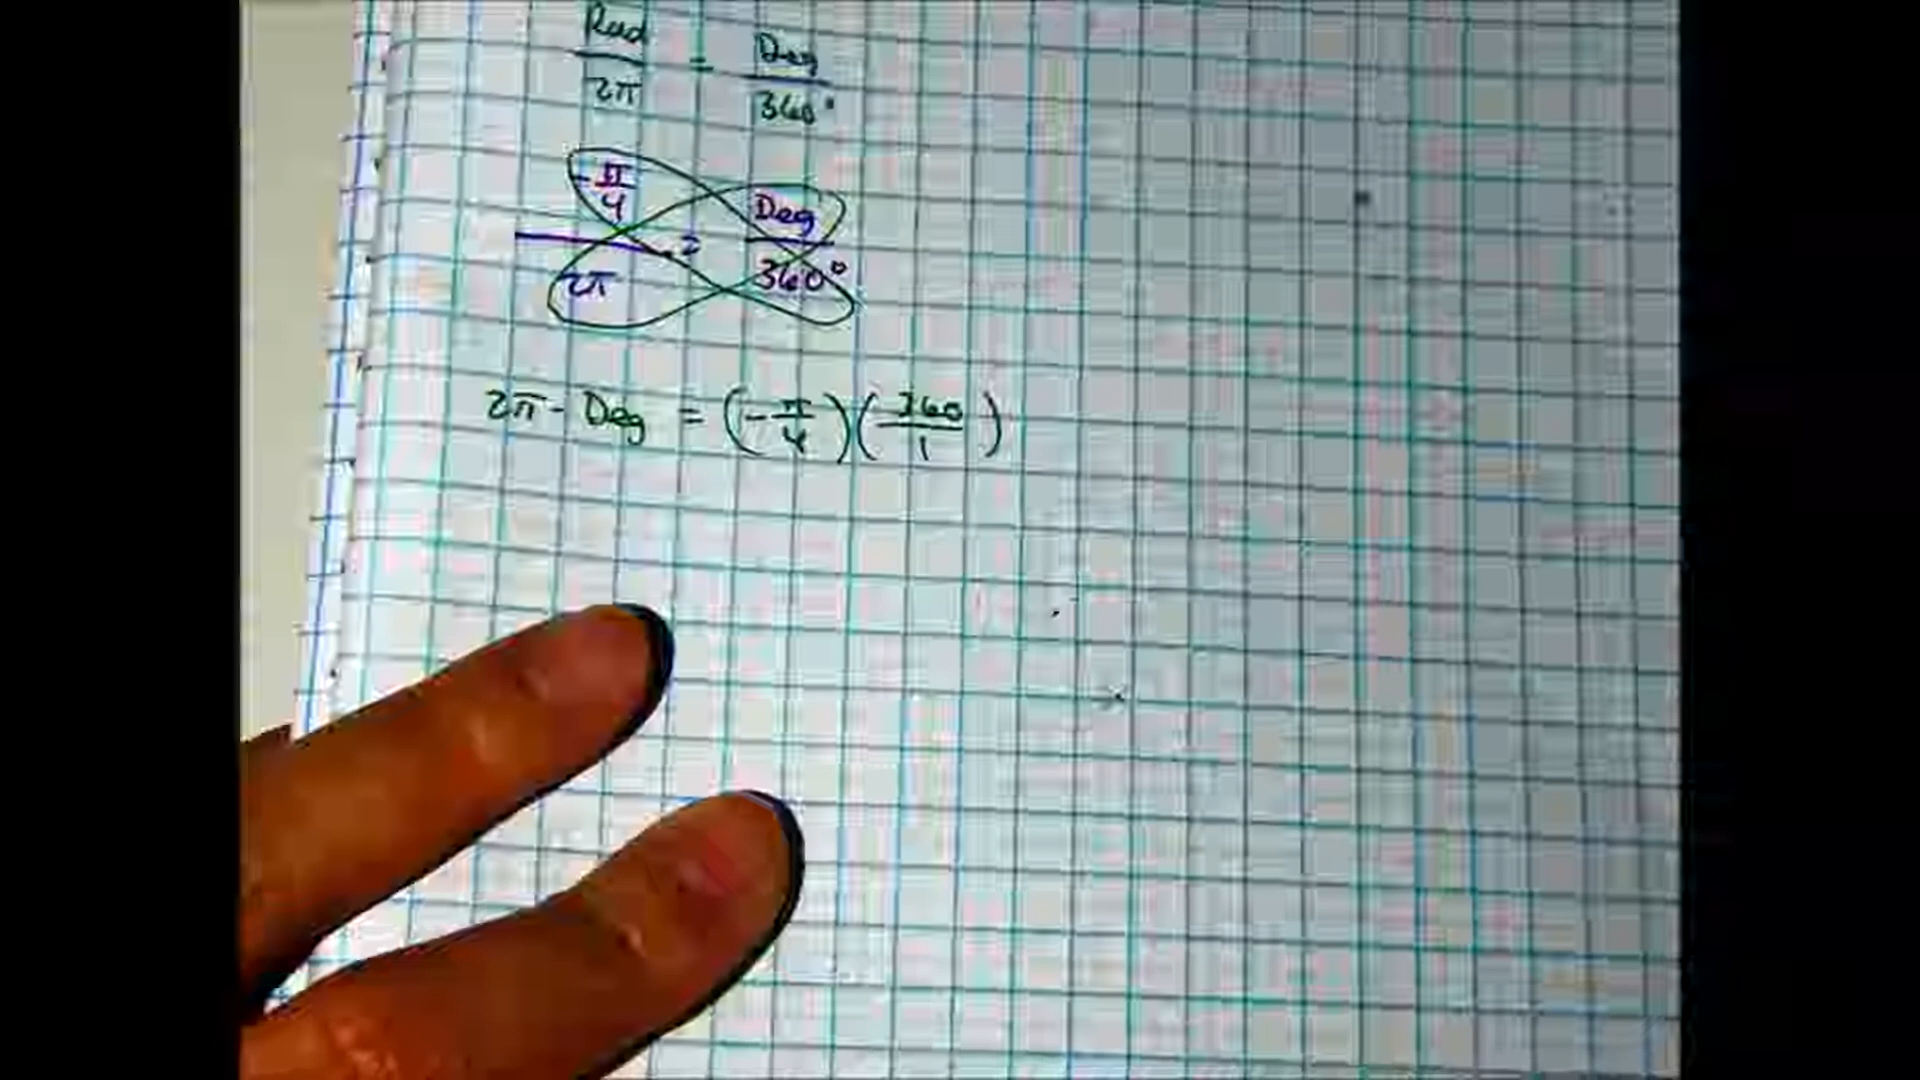 Rad/2π = Deg/360°
-π/4/2π = Deg/360°
2π · Deg = (-π/4)(360/1)